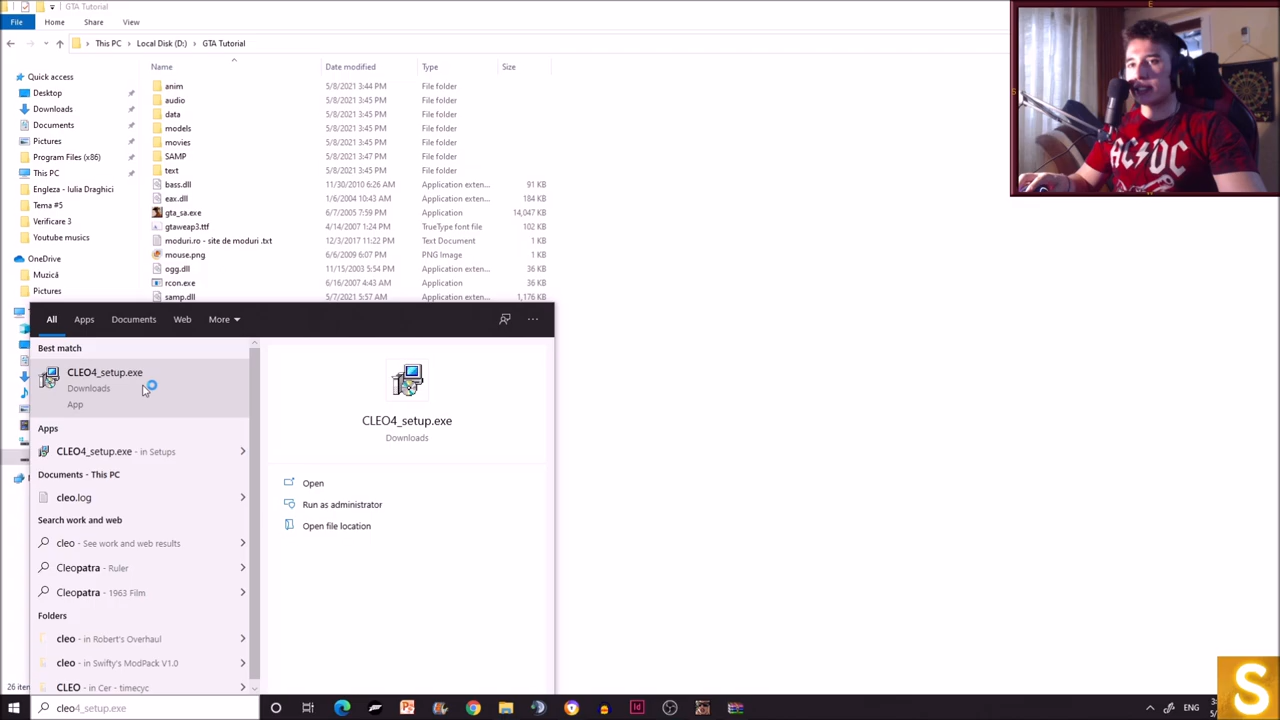 GTA Tutorial
File Home Share View
This PC Local Disk (D:) GTA Tutorial
Name Date modified Type Size
Quick access
Desktop
Downloads
Documents
Pictures
Program Files (x86)
This PC
Engleza - Iulia Draghici
Tema #5
Verificare 3
Youtube musics
OneDrive
Muzică
Pictures
anim 5/8/2021 3:44 PM File folder
audio 5/8/2021 3:45 PM File folder
data 5/8/2021 3:45 PM File folder
models 5/8/2021 3:45 PM File folder
movies 5/8/2021 3:45 PM File folder
SAMP 5/8/2021 3:47 PM File folder
text 5/8/2021 3:45 PM File folder
bass.dll 11/30/2010 6:26 AM Application exten... 91 KB
eax.dll 1/6/2004 10:43 AM Application exten... 184 KB
gta_sa.exe 6/7/2005 7:59 PM Application 14,047 KB
gtaweap3.ttf 4/14/2007 1:24 PM TrueType font file 102 KB
moduri.ro - site de moduri .txt 12/3/2017 11:22 PM Text Document 1 KB
mouse.png 6/6/2009 6:07 PM PNG Image 1 KB
ogg.dll 11/15/2003 5:54 PM Application exten... 36 KB
rcon.exe 6/16/2007 4:43 AM Application 36 KB
samp.dll 5/7/2021 5:57 AM Application exten... 1,176 KB
All Apps Documents Web More
Best match
CLEO4_setup.exe
Downloads
App
Apps
CLEO4_setup.exe - in Setups
Documents - This PC
cleo.log
Search work and web
cleo - See work and web results
Cleopatra - Ruler
Cleopatra - 1963 Film
Folders
cleo - in Robert's Overhaul
cleo - in Swifty's ModPack V1.0
CLEO - in Cer - timecyc
CLEO4_setup.exe
Downloads
Open
Run as administrator
Open file location
AC DC
26 item
cleo4_setup.exe
ENG
S